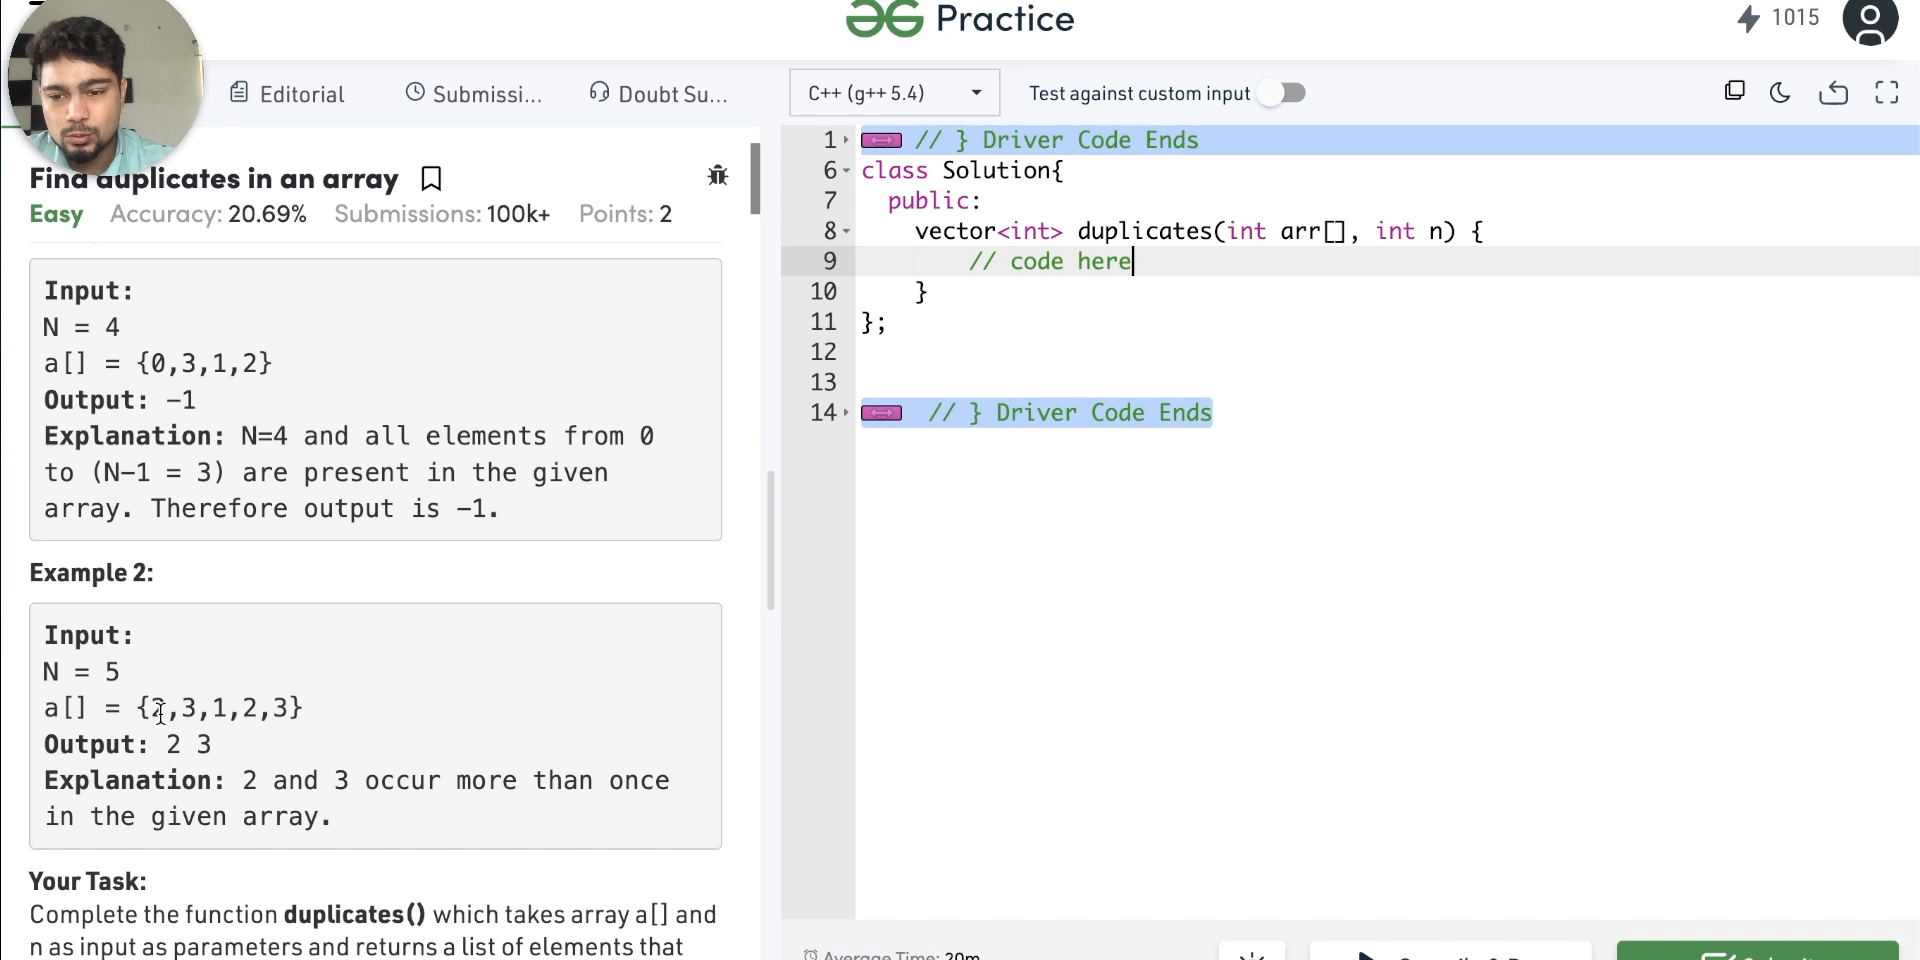 Practice
1015
Editorial
Submissi...
Doubt Su...
C++ (g++ 5.4)
Test against custom input
Find duplicates in an array
Easy Accuracy: 20.69% Submissions: 100k+ Points: 2
Input:
N = 4
a[] = {0,3,1,2}
Output: -1
Explanation: N=4 and all elements from 0
to (N-1 = 3) are present in the given
array. Therefore output is -1.
Example 2:
Input:
N = 5
a[] = {2,3,1,2,3}
Output: 2 3
Explanation: 2 and 3 occur more than once
in the given array.
Your Task:
Complete the function duplicates() which takes array a[] and
n as input as parameters and returns a list of elements that
1 // } Driver Code Ends
6 class Solution{
7 public:
8 vector<int> duplicates(int arr[], int n) {
9 // code here
10 }
11 };
12
13
14 // } Driver Code Ends
Average Time: 20m